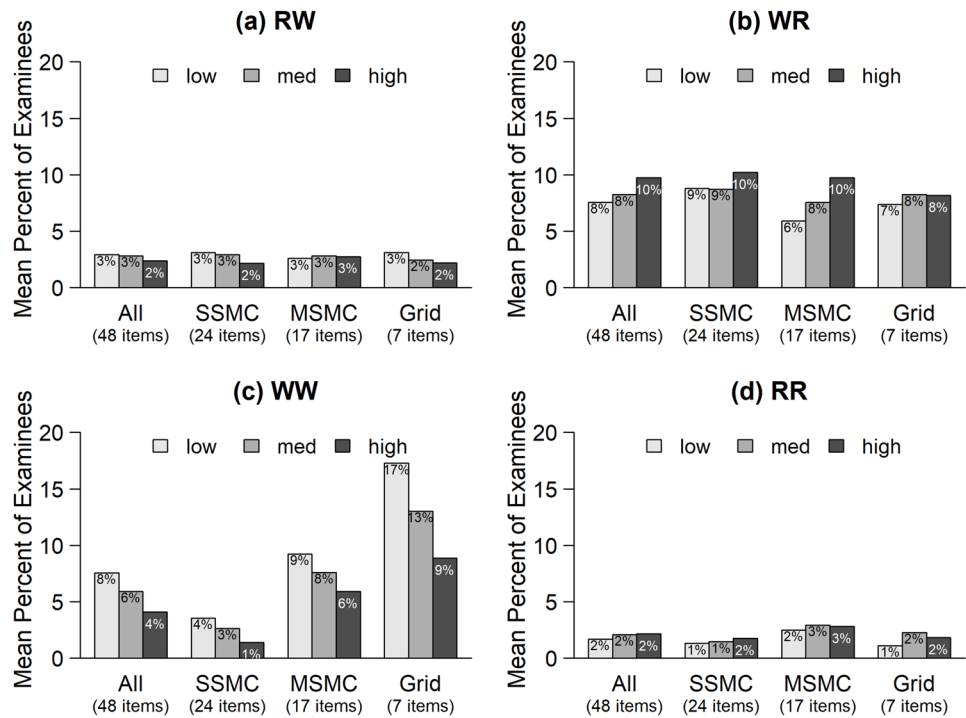 (a) RW
Mean Percent of Examinees
20
15
10
5
0
low med high
3% 3% 2% 3% 3% 2% 3% 3% 3% 3% 2% 2%
All SSMC MSMC Grid
(48 items) (24 items) (17 items) (7 items)
(b) WR
Mean Percent of Examinees
20
15
10
5
0
low med high
8% 8% 10% 9% 9% 10% 6% 8% 10% 7% 8% 8%
All SSMC MSMC Grid
(48 items) (24 items) (17 items) (7 items)
(c) WW
Mean Percent of Examinees
20
15
10
5
0
low med high
8% 6% 4% 4% 3% 1% 9% 8% 6% 17% 13% 9%
All SSMC MSMC Grid
(48 items) (24 items) (17 items) (7 items)
(d) RR
Mean Percent of Examinees
20
15
10
5
0
low med high
2% 2% 2% 1% 1% 2% 2% 3% 3% 1% 2% 2%
All SSMC MSMC Grid
(48 items) (24 items) (17 items) (7 items)